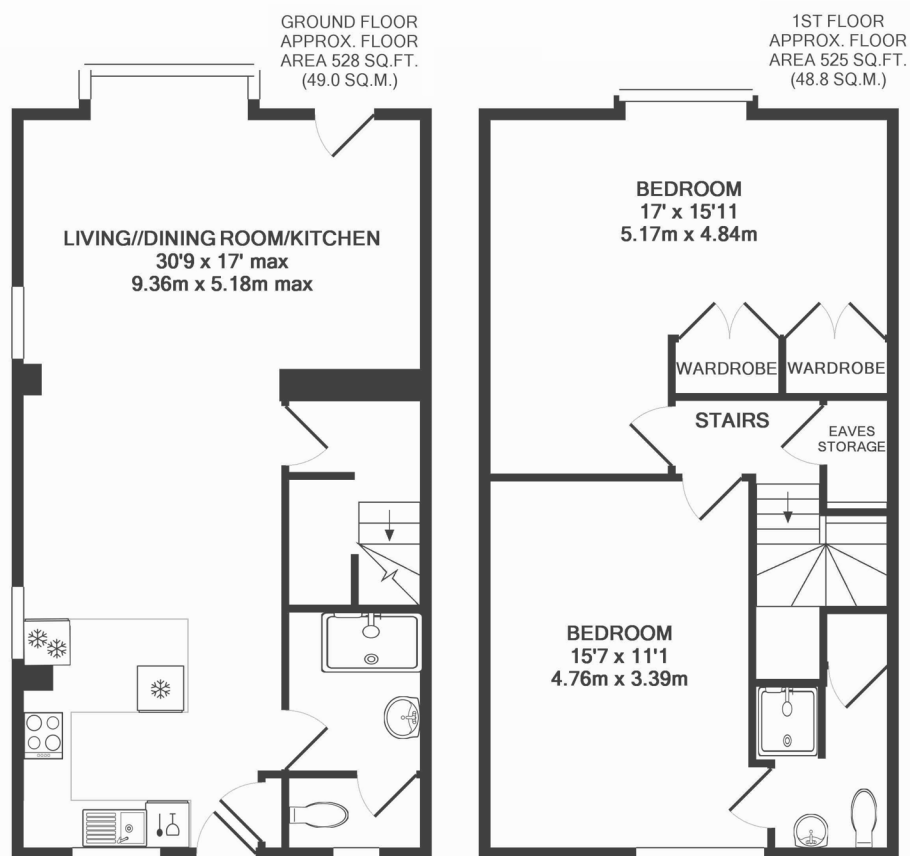 GROUND FLOOR
APPROX. FLOOR
AREA 528 SQ.FT.
(49.0 SQ.M.)
LIVING//DINING ROOM/KITCHEN
30'9 x 17' max
9.36m x 5.18m max
1ST FLOOR
APPROX. FLOOR
AREA 525 SQ.FT.
(48.8 SQ.M.)
BEDROOM
17' x 15'11
5.17m x 4.84m
WARDROBE
WARDROBE
STAIRS
EAVES
STORAGE
BEDROOM
15'7 x 11'1
4.76m x 3.39m